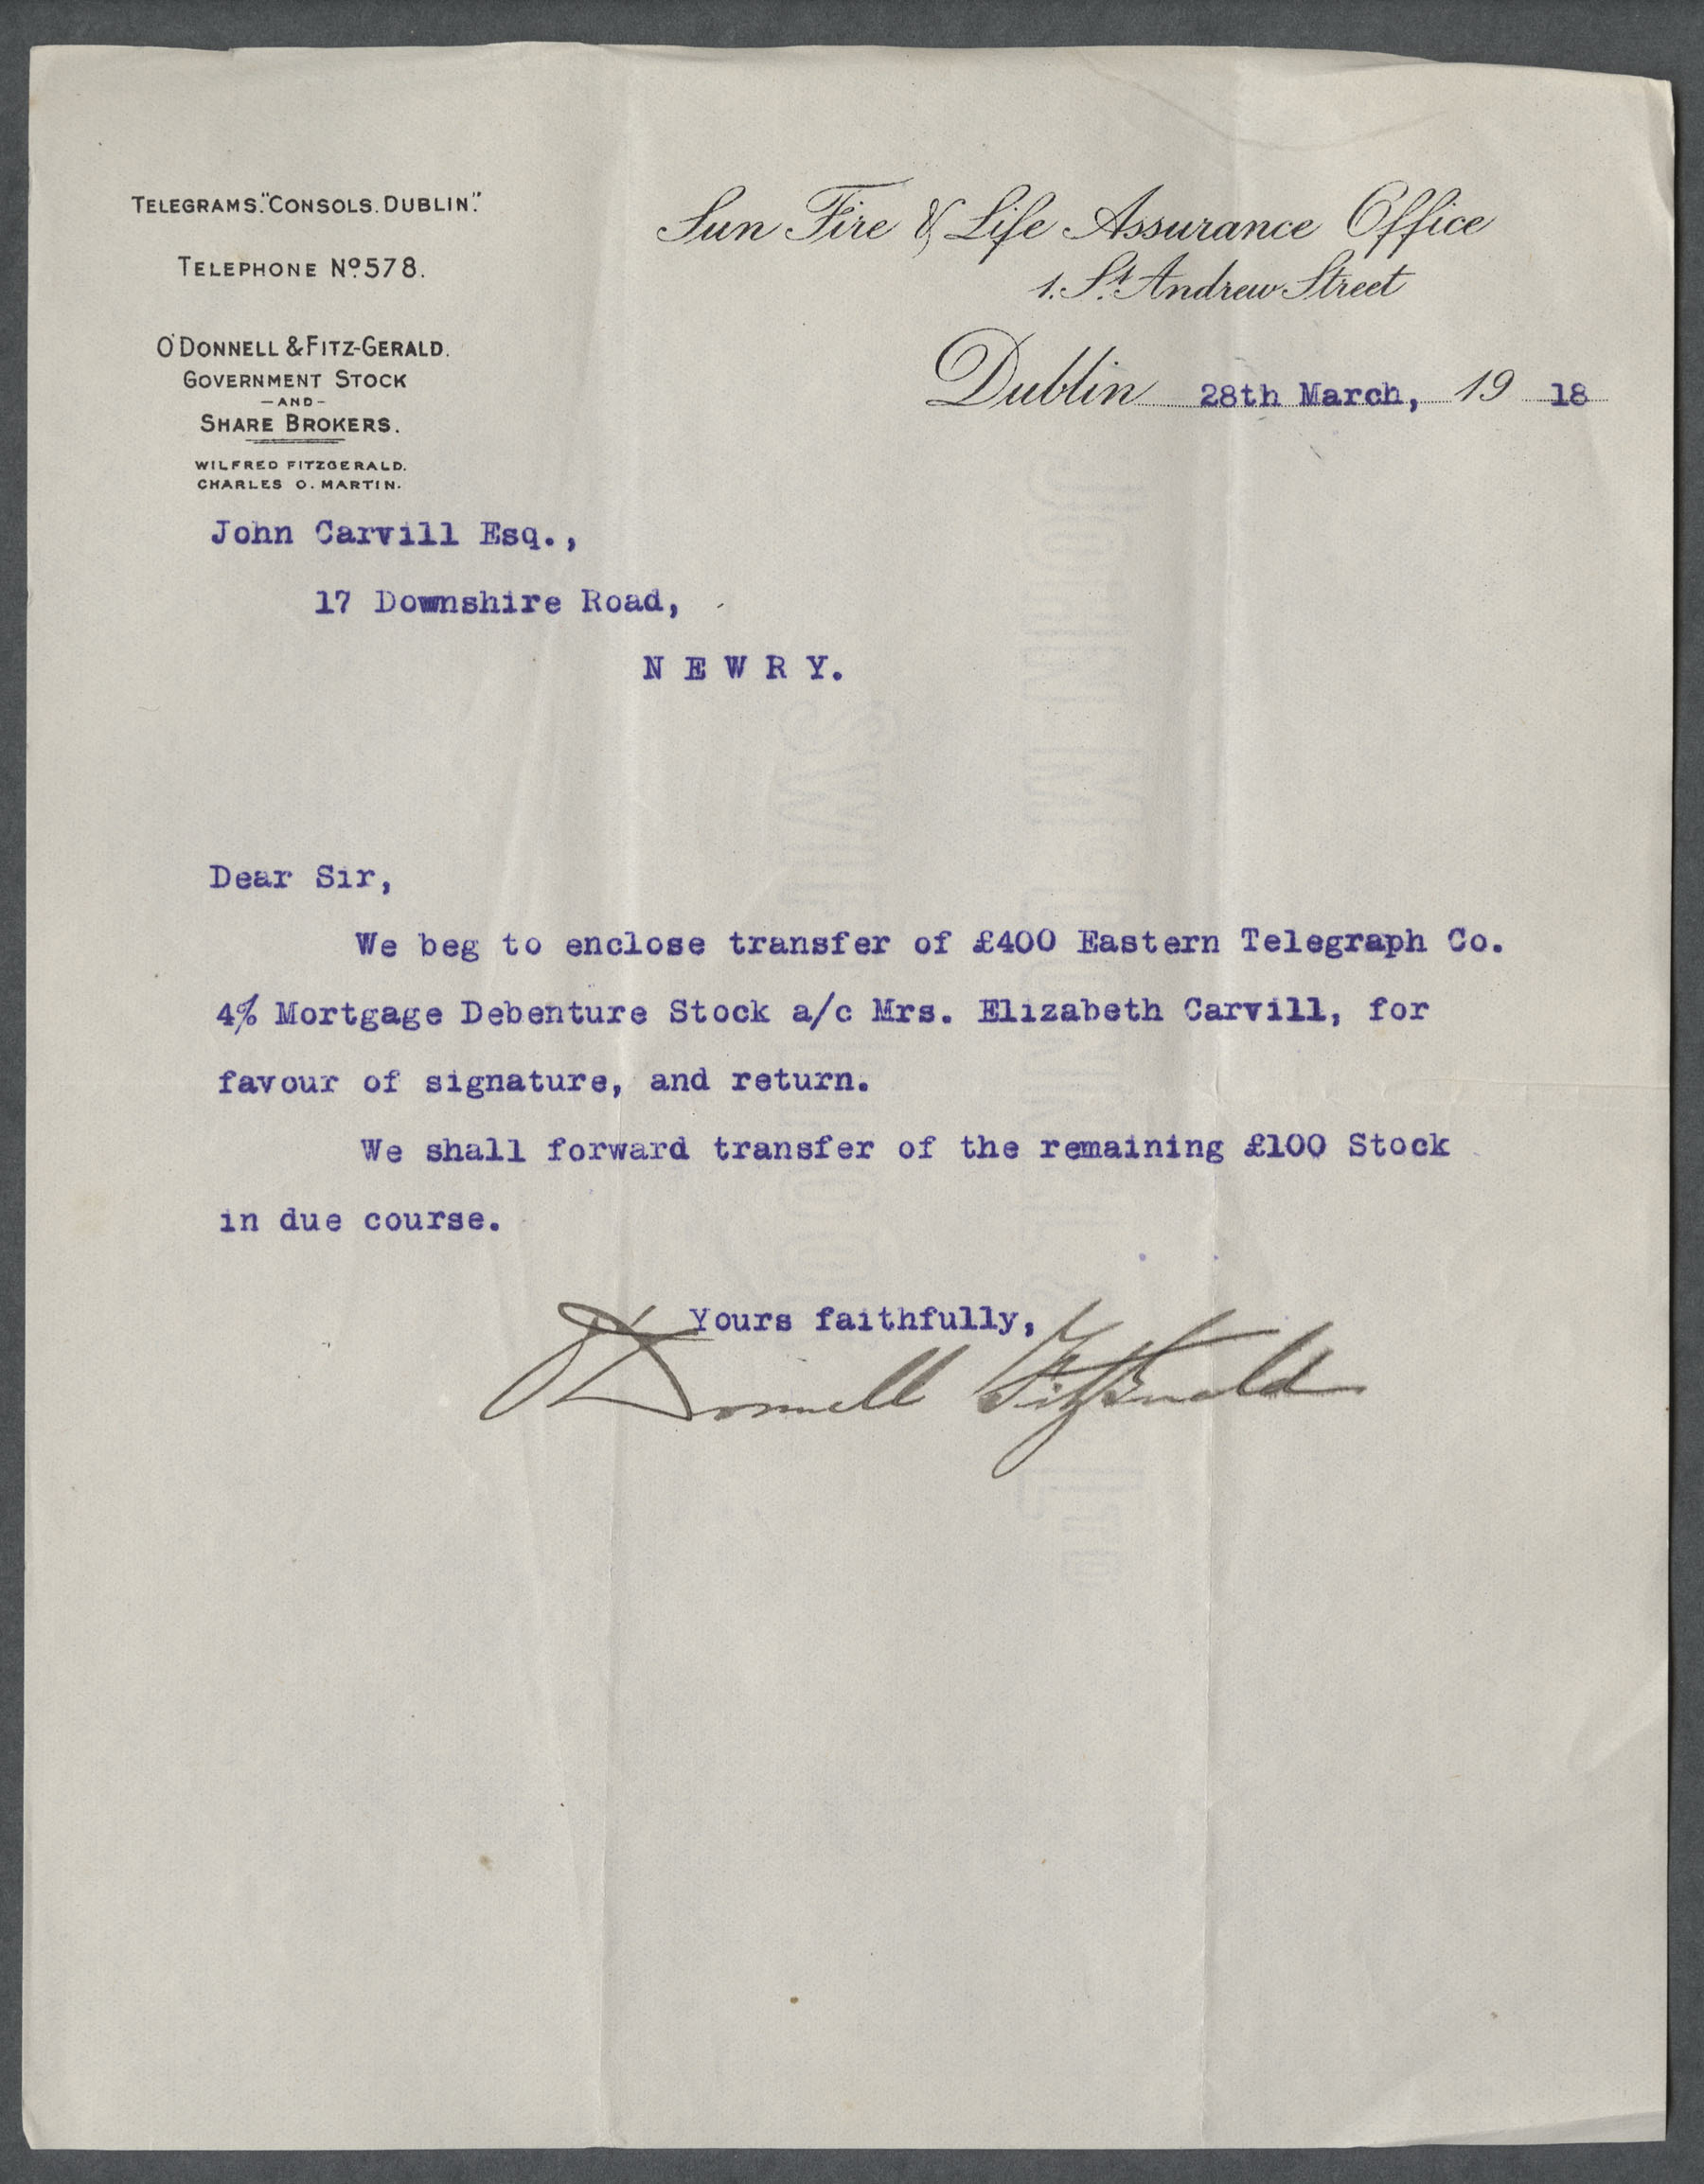 TELEGRAMS. "CONSOLS. DUBLIN."
TELEPHONE Nº 578.
O'DONNELL & FITZ-GERALD.
GOVERNMENT STOCK
— AND —
SHARE BROKERS.
WILFRED FITZGERALD.
CHARLES O. MARTIN.
Sun Fire & Life Assurance Office
1. St. Andrew Street
Dublin 28th March, 19 18
John Carvill Esq.,
17 Downshire Road,
N E W R Y.
Dear Sir,
We beg to enclose transfer of £400 Eastern Telegraph Co.
4% Mortgage Debenture Stock a/c Mrs. Elizabeth Carvill, for
favour of signature, and return.
We shall forward transfer of the remaining £100 Stock
in due course.
Yours faithfully,
O'Donnell Fitzgerald